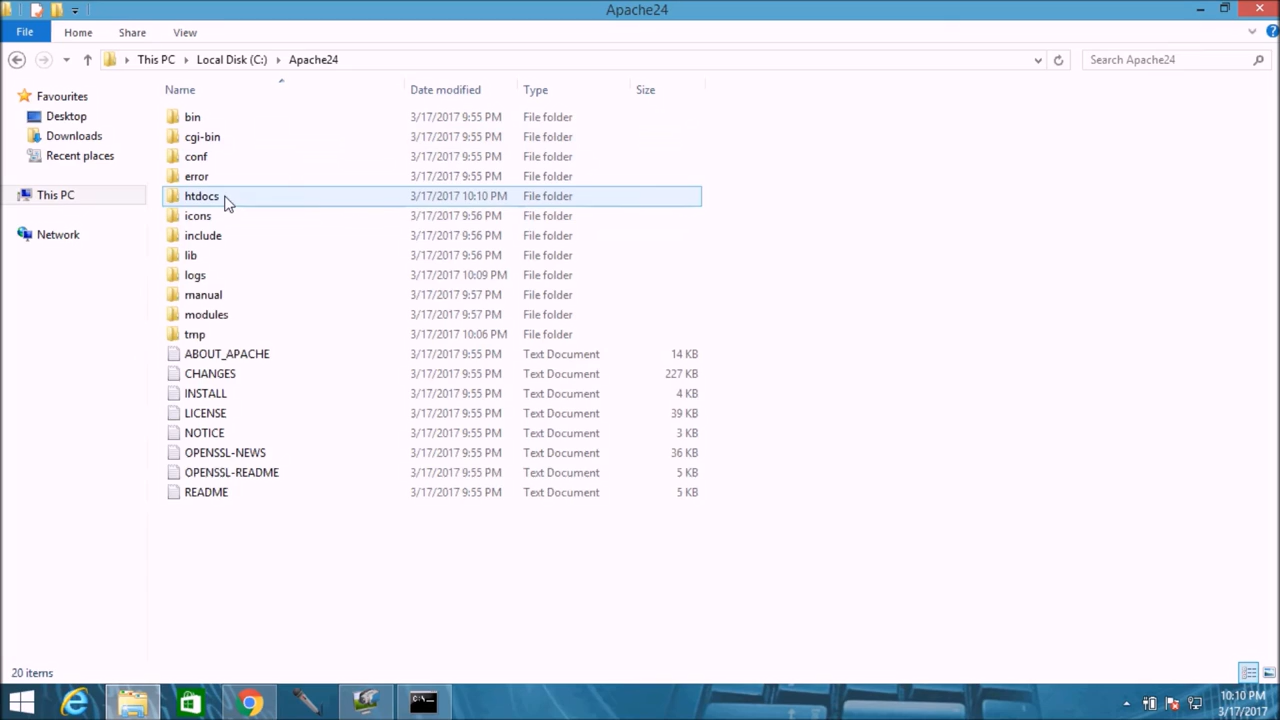 Apache24
File Home Share View
This PC Local Disk (C:) Apache24 Search Apache24
Name Date modified Type Size
Favourites
Desktop
Downloads
Recent places
This PC
Network
bin 3/17/2017 9:55 PM File folder
cgi-bin 3/17/2017 9:55 PM File folder
conf 3/17/2017 9:55 PM File folder
error 3/17/2017 9:55 PM File folder
htdocs 3/17/2017 10:10 PM File folder
icons 3/17/2017 9:56 PM File folder
include 3/17/2017 9:56 PM File folder
lib 3/17/2017 9:56 PM File folder
logs 3/17/2017 10:09 PM File folder
manual 3/17/2017 9:57 PM File folder
modules 3/17/2017 9:57 PM File folder
tmp 3/17/2017 10:06 PM File folder
ABOUT_APACHE 3/17/2017 9:55 PM Text Document 14 KB
CHANGES 3/17/2017 9:55 PM Text Document 227 KB
INSTALL 3/17/2017 9:55 PM Text Document 4 KB
LICENSE 3/17/2017 9:55 PM Text Document 39 KB
NOTICE 3/17/2017 9:55 PM Text Document 3 KB
OPENSSL-NEWS 3/17/2017 9:55 PM Text Document 36 KB
OPENSSL-README 3/17/2017 9:55 PM Text Document 5 KB
README 3/17/2017 9:55 PM Text Document 5 KB
20 items
10:10 PM
3/17/2017